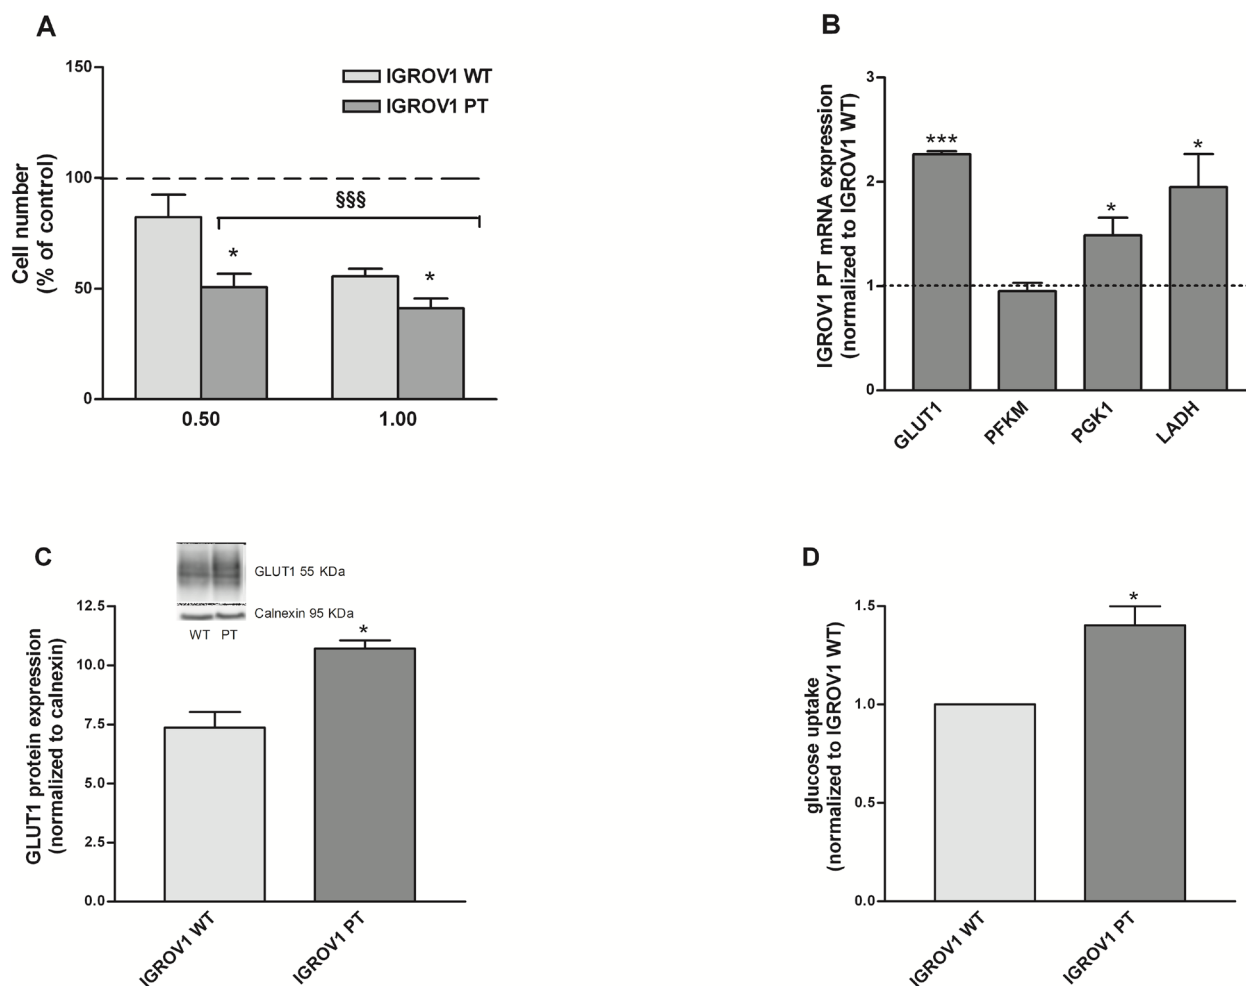 A
150
100
50
0
Cell number
(% of control)
IGROV1 WT
IGROV1 PT
§§§
*
*
0.50
1.00
B
3
2
1
0
IGROV1 PT mRNA expression
(normalized to IGROV1 WT)
***
*
*
GLUT1
PFKM
PGK1
LADH
C
GLUT1 55 KDa
Calnexin 95 KDa
WT PT
12.5
10.0
7.5
5.0
2.5
0.0
GLUT1 protein expression
(normalized to calnexin)
*
IGROV1 WT
IGROV1 PT
D
1.5
1.0
0.5
0.0
glucose uptake
(normalized to IGROV1 WT)
*
IGROV1 WT
IGROV1 PT